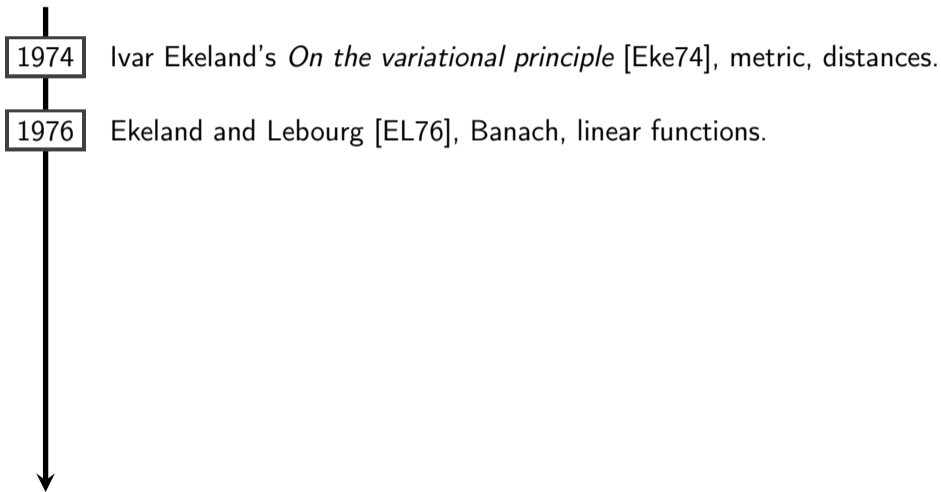 1974 Ivar Ekeland's On the variational principle [Eke74], metric, distances.
1976 Ekeland and Lebourg [EL76], Banach, linear functions.